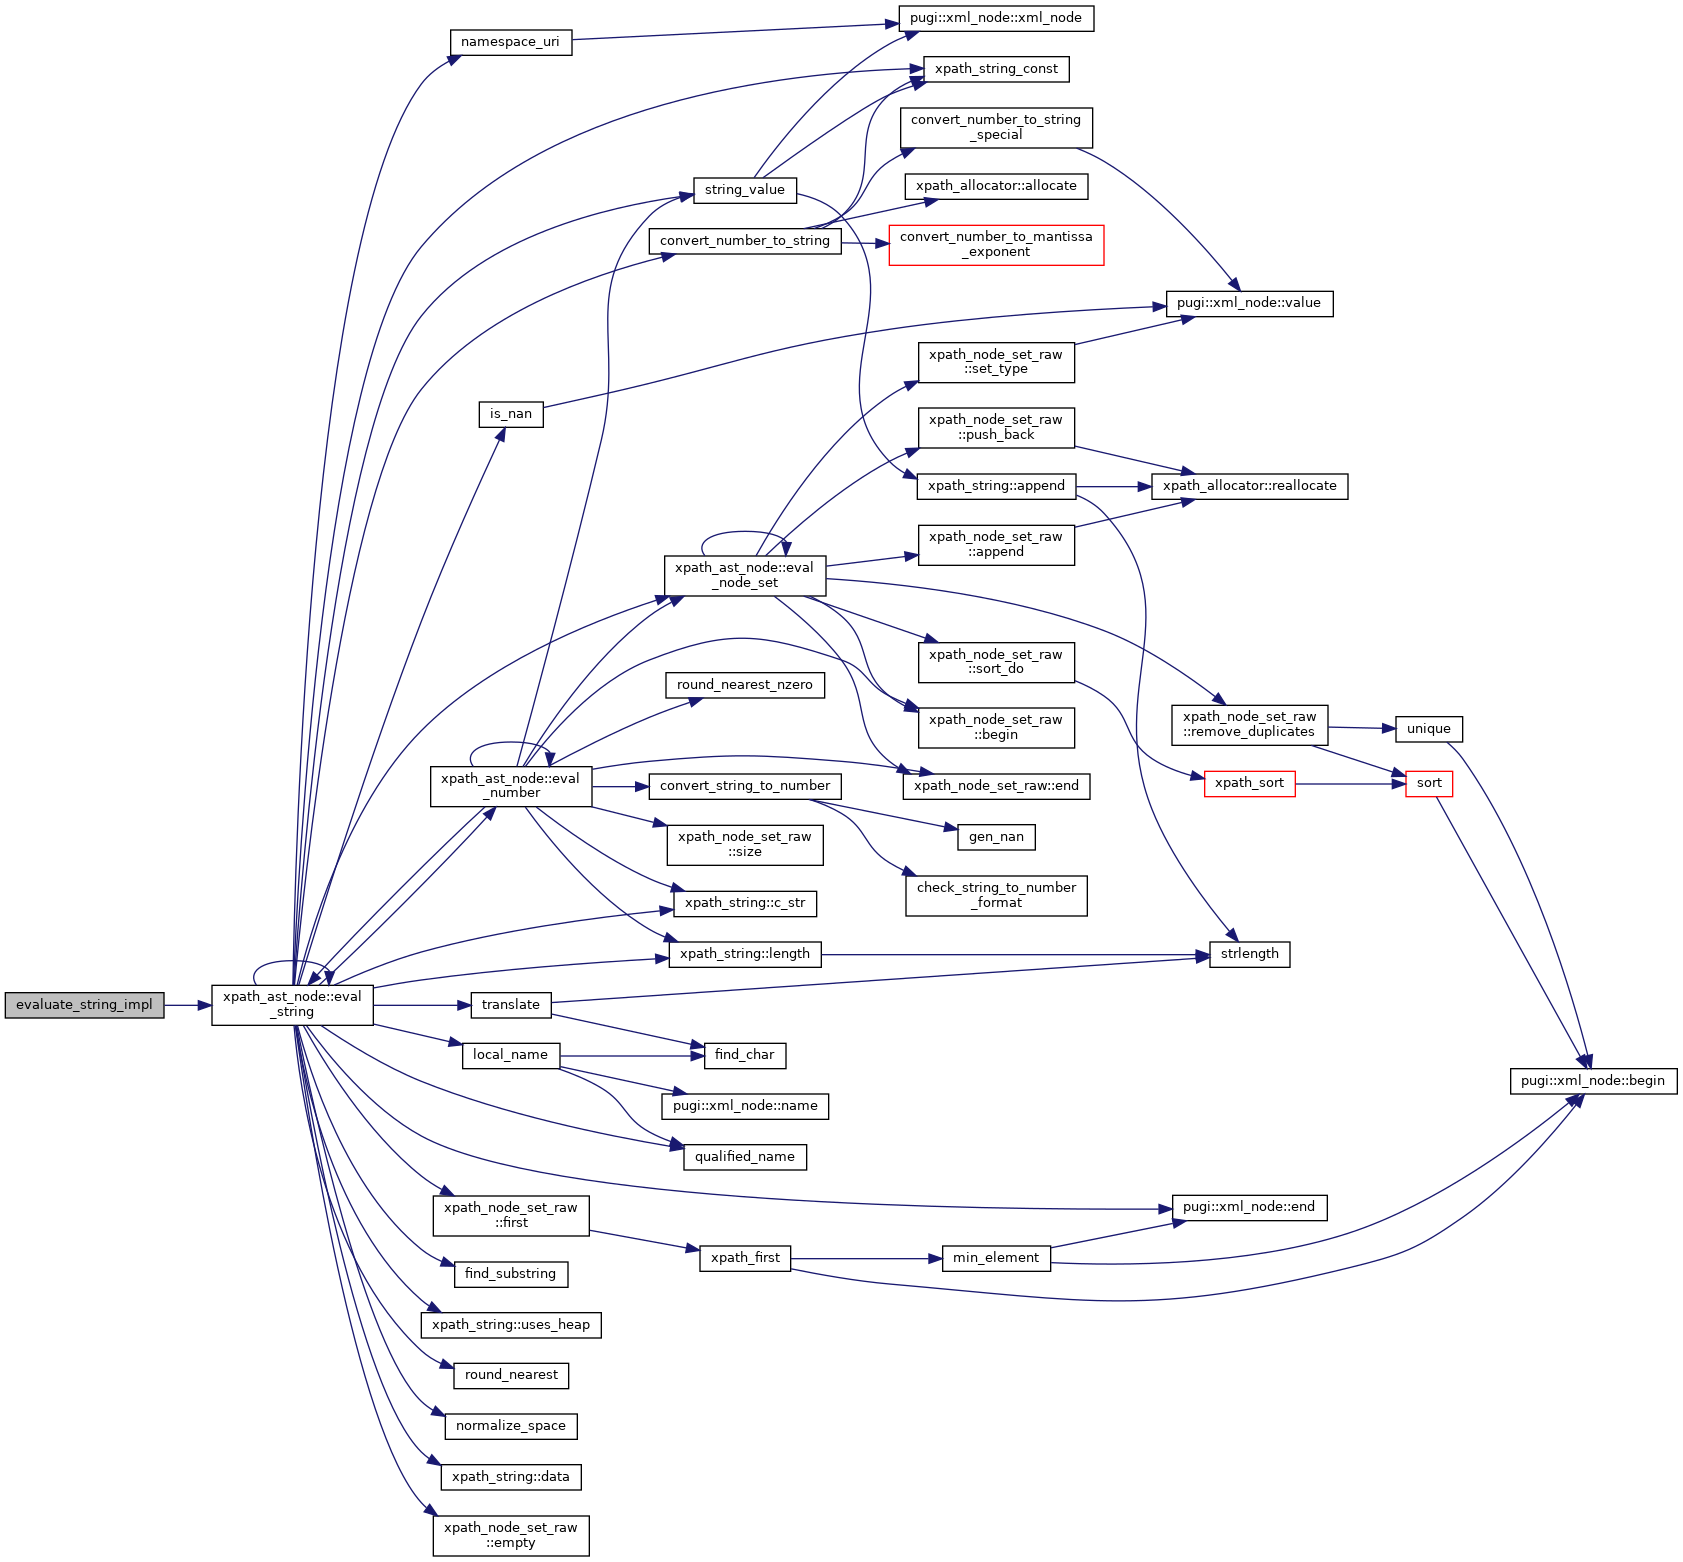 pugi::xml_node::xml_node
namespace_uri
xpath_string_const
convert_number_to_string
_special
xpath_allocator::allocate
string_value
convert_number_to_string
convert_number_to_mantissa
_exponent
pugi::xml_node::value
xpath_node_set_raw
::set_type
is_nan
xpath_node_set_raw
::push_back
xpath_string::append
xpath_allocator::reallocate
xpath_node_set_raw
::append
xpath_ast_node::eval
_node_set
xpath_node_set_raw
::sort_do
round_nearest_nzero
xpath_node_set_raw
::begin
xpath_node_set_raw
::remove_duplicates
unique
xpath_ast_node::eval
_number
convert_string_to_number
xpath_node_set_raw::end
xpath_sort
sort
xpath_node_set_raw
::size
gen_nan
check_string_to_number
_format
xpath_string::c_str
xpath_string::length
strlength
evaluate_string_impl
xpath_ast_node::eval
_string
translate
local_name
find_char
pugi::xml_node::begin
pugi::xml_node::name
qualified_name
xpath_node_set_raw
::first
pugi::xml_node::end
xpath_first
min_element
find_substring
xpath_string::uses_heap
round_nearest
normalize_space
xpath_string::data
xpath_node_set_raw
::empty